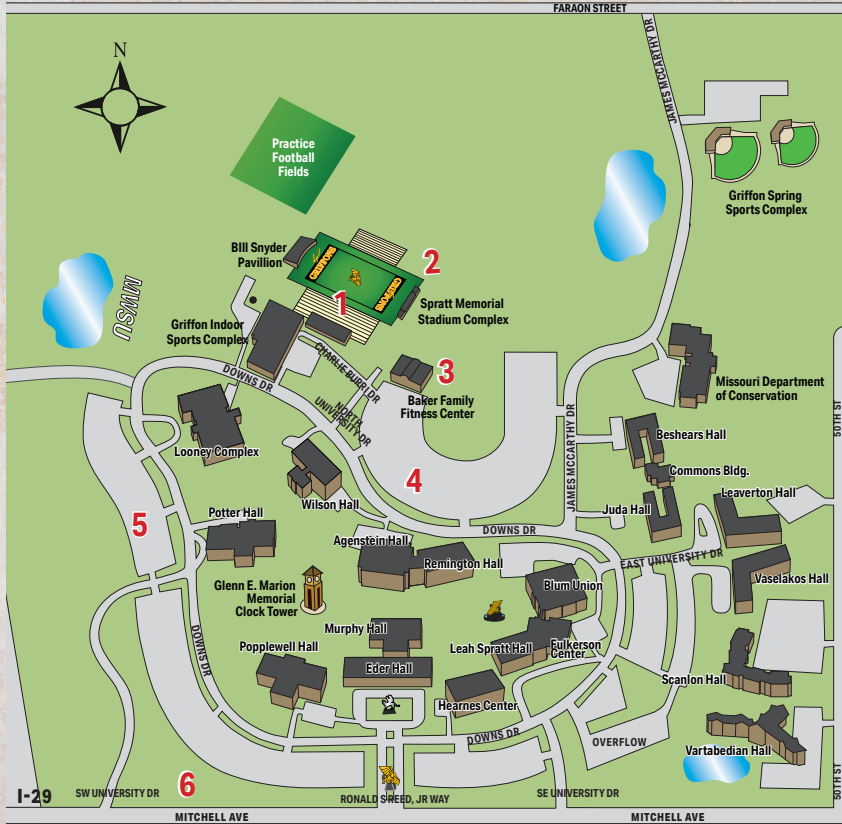 FARAON STREET
N
JAMES MCCARTHY DR
Practice
Football
Fields
Griffon Spring
Sports Complex
BIll Snyder
Pavillion
GRIFFONS
GRIFFONS
2
1
MWSU
Spratt Memorial
Stadium Complex
Griffon Indoor
Sports Complex
CHARLIE BURRI DR
3
Baker Family
Fitness Center
DOWNS DR
NORTH
UNIVERSITY DR
Missouri Department
of Conservation
50TH ST
JAMES MCCARTHY DR
Beshears Hall
Looney Complex
Commons Bldg.
4
Leaverton Hall
Wilson Hall
Juda Hall
5
Potter Hall
DOWNS DR
Agenstein Hall
Remington Hall
EAST UNIVERSITY DR
Vaselakos Hall
Glenn E. Marion
Memorial
Clock Tower
Blum Union
Murphy Hall
DOWNS DR
Popplewell Hall
Leah Spratt Hall
Fulkerson
Center
Eder Hall
Scanlon Hall
Hearnes Center
DOWNS DR
OVERFLOW
Vartabedian Hall
6
I-29
SW UNIVERSITY DR
RONALD S REED, JR WAY
SE UNIVERSITY DR
50TH ST
MITCHELL AVE
MITCHELL AVE